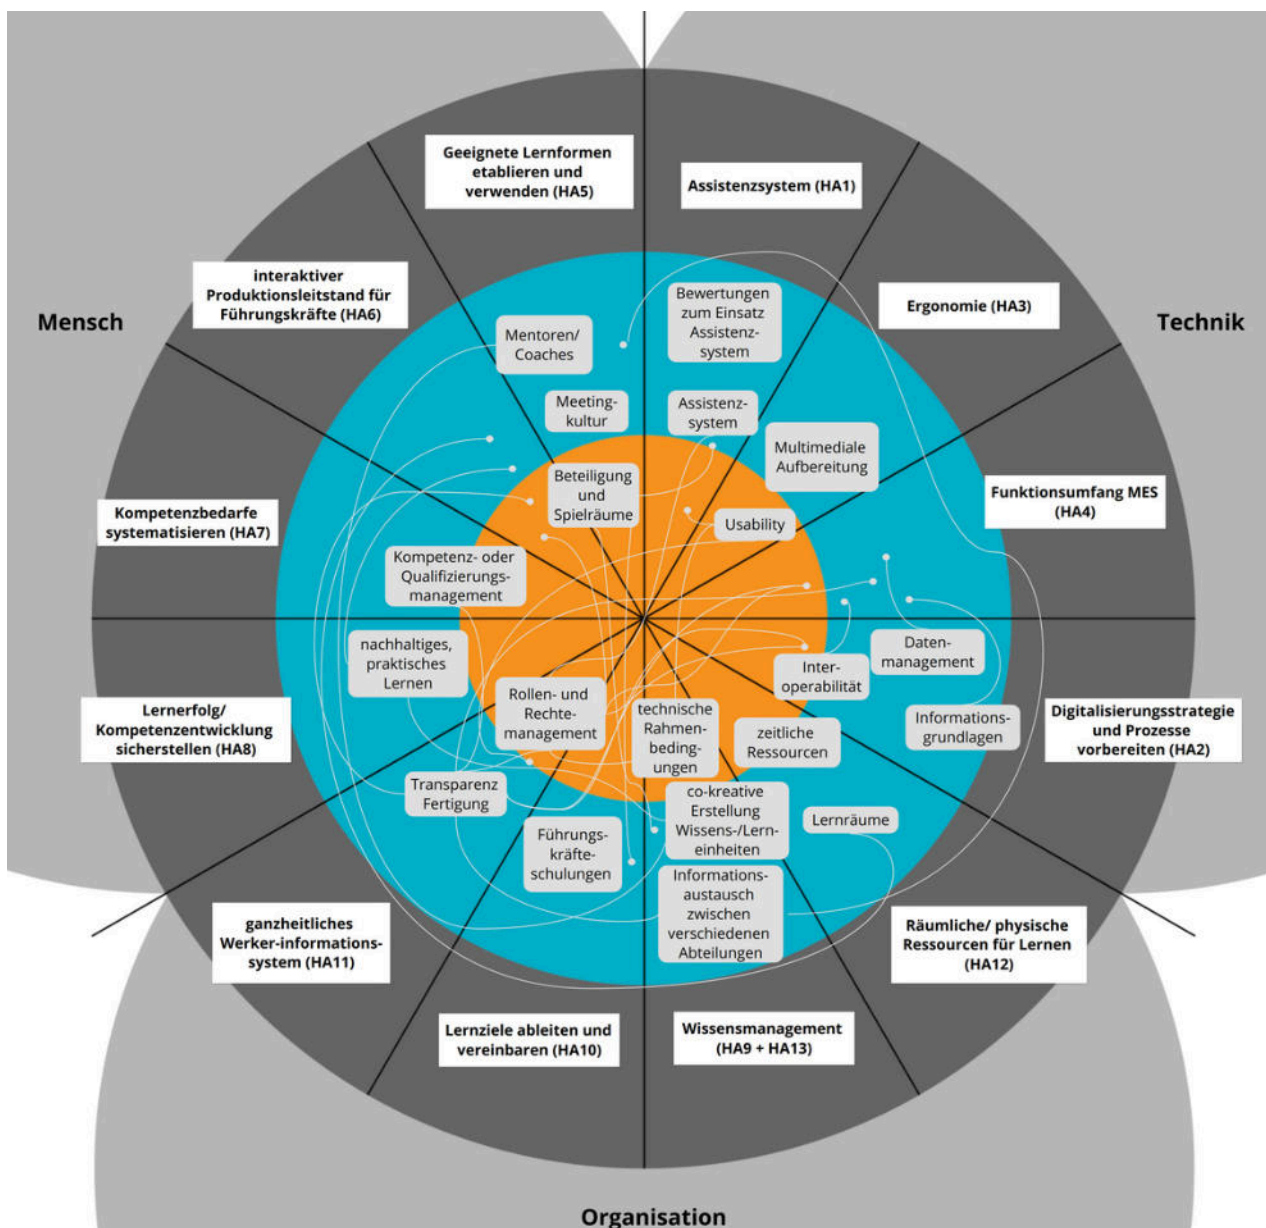 Geeignete Lernformen
etablieren und
verwenden (HA5)
Assistenzsystem (HA1)
interaktiver
Produktionsleitstand für
Führungskräfte (HA6)
Ergonomie (HA3)
Mensch
Technik
Bewertungen
zum Einsatz
Assistenz-
system
Mentoren/
Coaches
Meeting-
kultur
Assistenz-
system
Multimediale
Aufbereitung
Beteiligung
und
Spielräume
Usability
Kompetenzbedarfe
systematisieren (HA7)
Funktionsumfang MES
(HA4)
Kompetenz- oder
Qualifizierungs-
management
nachhaltiges,
praktisches
Lernen
Daten-
management
Inter-
operabilität
Rollen- und
Rechte-
management
technische
Rahmen-
beding-
ungen
zeitliche
Ressourcen
Informations-
grundlagen
Lernerfolg/
Kompetenzentwicklung
sicherstellen (HA8)
Digitalisierungsstrategie
und Prozesse
vorbereiten (HA2)
Transparenz
Fertigung
co-kreative
Erstellung
Wissens-/Lern-
einheiten
Lernräume
Führungs-
kräfte-
schulungen
Informations-
austausch
zwischen
verschiedenen
Abteilungen
ganzheitliches
Werker-informations-
system (HA11)
Räumliche/ physische
Ressourcen für Lernen
(HA12)
Lernziele ableiten und
vereinbaren (HA10)
Wissensmanagement
(HA9 + HA13)
Organisation